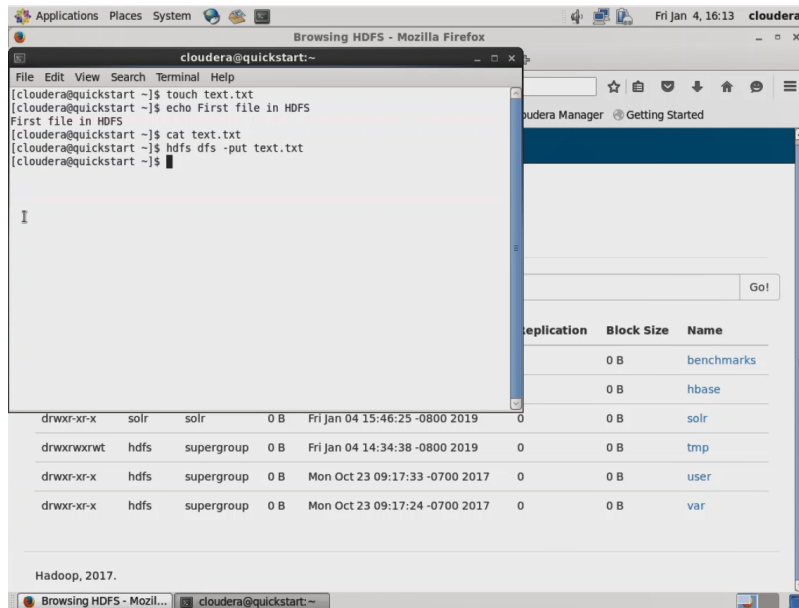 Applications Places System
Fri Jan 4, 16:13 cloudera
Browsing HDFS - Mozilla Firefox
cloudera@quickstart:~
File Edit View Search Terminal Help
[cloudera@quickstart ~]$ touch text.txt
[cloudera@quickstart ~]$ echo First file in HDFS
First file in HDFS
[cloudera@quickstart ~]$ cat text.txt
[cloudera@quickstart ~]$ hdfs dfs -put text.txt
[cloudera@quickstart ~]$
oudera Manager Getting Started
Go!
eplication Block Size Name
0 B benchmarks
0 B hbase
drwxr-xr-x solr solr 0 B Fri Jan 04 15:46:25 -0800 2019 0 0 B solr
drwxrwxrwt hdfs supergroup 0 B Fri Jan 04 14:34:38 -0800 2019 0 0 B tmp
drwxr-xr-x hdfs supergroup 0 B Mon Oct 23 09:17:33 -0700 2017 0 0 B user
drwxr-xr-x hdfs supergroup 0 B Mon Oct 23 09:17:24 -0700 2017 0 0 B var
Hadoop, 2017.
Browsing HDFS - Mozil... cloudera@quickstart:~